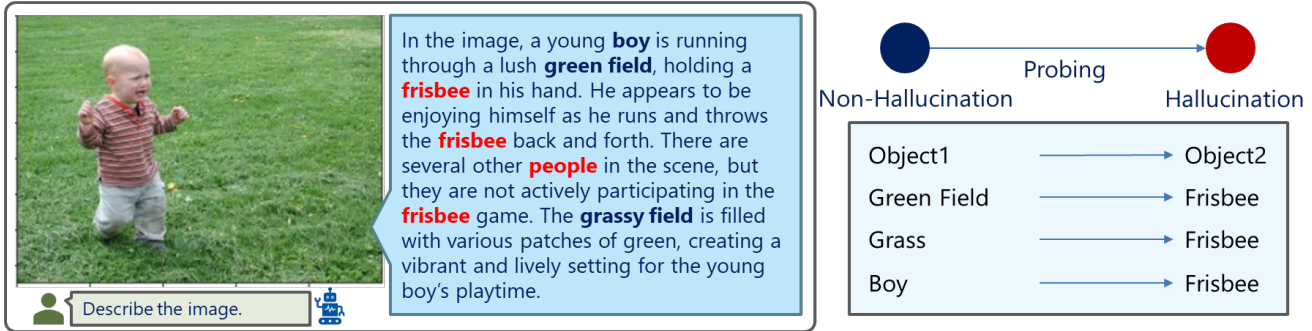 In the image, a young boy is running
through a lush green field, holding a
frisbee in his hand. He appears to be
enjoying himself as he runs and throws
the frisbee back and forth. There are
several other people in the scene, but
they are not actively participating in the
frisbee game. The grassy field is filled
with various patches of green, creating a
vibrant and lively setting for the young
boy's playtime.
Describe the image.
Probing
Non-Hallucination
Hallucination
Object1
Object2
Green Field
Frisbee
Grass
Frisbee
Boy
Frisbee